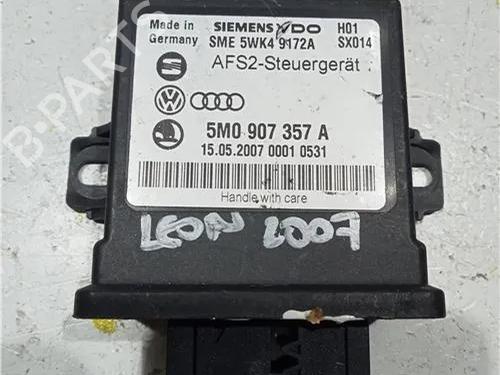 Made in SIEMENS VDO H01
Germany SME 5WK4 9172A SX014
AFS2-Steuergerät
5M0 907 357 A
15.05.2007 0001 0531
Handle with care
LEON 2007
B-PARTS